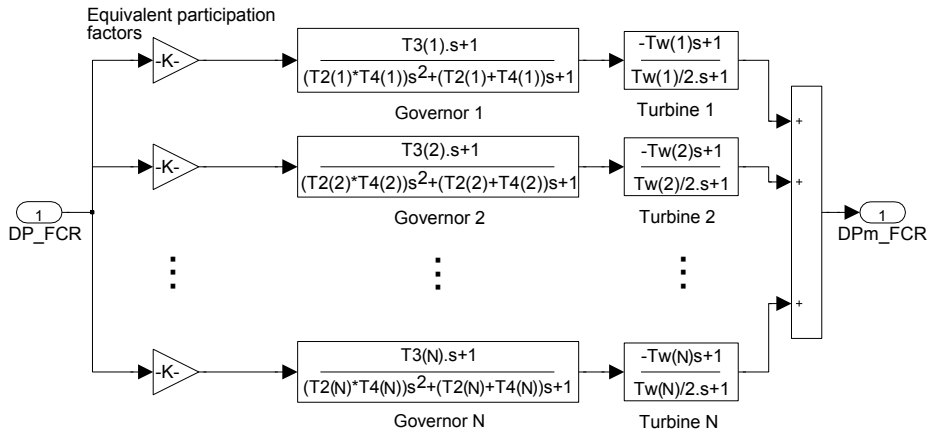 Equivalent participation
factors
-K-
T3(1).s+1
(T2(1)*T4(1))s2+(T2(1)+T4(1))s+1
Governor 1
-Tw(1)s+1
Tw(1)/2.s+1
Turbine 1
+
-K-
T3(2).s+1
(T2(2)*T4(2))s2+(T2(2)+T4(2))s+1
Governor 2
-Tw(2)s+1
Tw(2)/2.s+1
Turbine 2
+
1
DP_FCR
1
DPm_FCR
+
-K-
T3(N).s+1
(T2(N)*T4(N))s2+(T2(N)+T4(N))s+1
Governor N
-Tw(N)s+1
Tw(N)/2.s+1
Turbine N